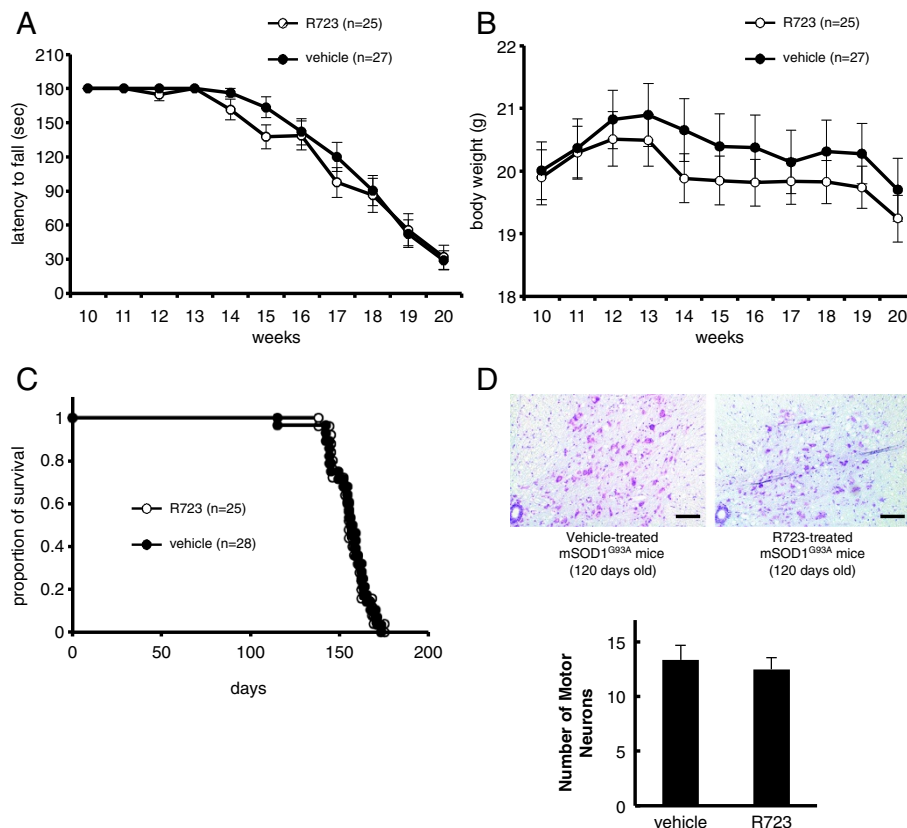 A
R723 (n=25)
vehicle (n=27)
latency to fall (sec)
210
180
150
120
90
60
30
0
10 11 12 13 14 15 16 17 18 19 20
weeks
B
R723 (n=25)
vehicle (n=27)
body weight (g)
22
21
20
19
18
10 11 12 13 14 15 16 17 18 19 20
weeks
C
proportion of survival
1
0.8
0.6
0.4
0.2
0
R723 (n=25)
vehicle (n=28)
0 50 100 150 200
days
D
Vehicle-treated
mSOD1G93A mice
(120 days old)
R723-treated
mSOD1G93A mice
(120 days old)
Number of Motor
Neurons
15
10
5
0
vehicle R723